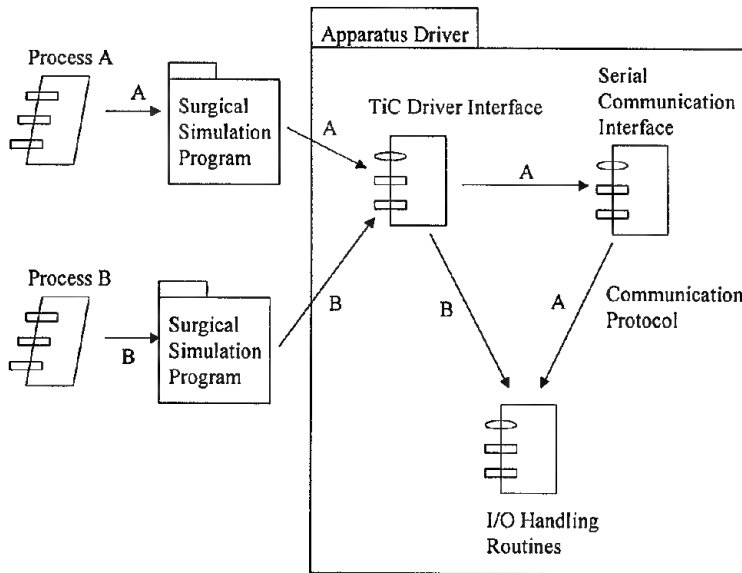 Apparatus Driver
Process A
A
Surgical
Simulation
Program
A
TiC Driver Interface
Serial
Communication
Interface
A
Process B
B
Surgical
Simulation
Program
B
B
A
Communication
Protocol
I/O Handling
Routines